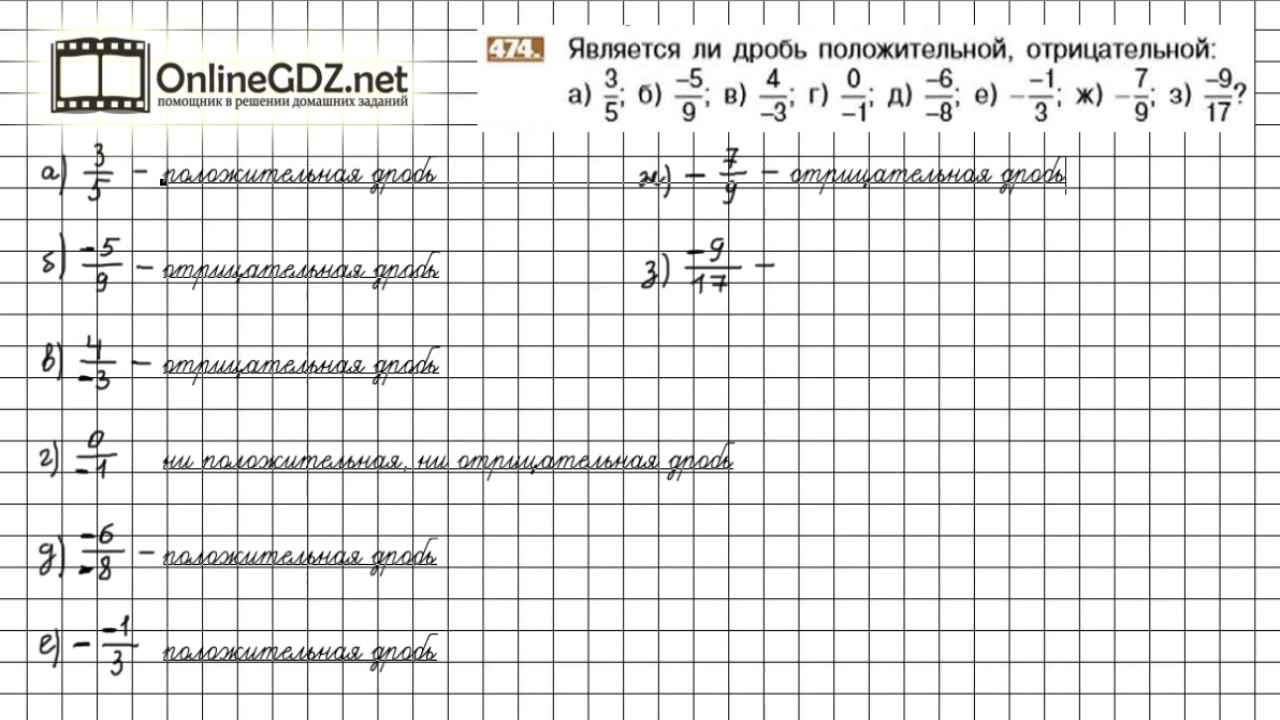 OnlineGDZ.net
помощник в решении домашних заданий
474. Является ли дробь положительной, отрицательной:
а) 3/5; б) -5/9; в) 4/-3; г) 0/-1; д) -6/-8; е) - -1/3; ж) - 7/9; з) -9/17?
а) 3/5 - положительная дробь
б) -5/9 - отрицательная дробь
в) 4/-3 - отрицательная дробь
г) 0/-1 ни положительная, ни отрицательная дробь
д) -6/-8 - положительная дробь
е) - -1/3 положительная дробь
ж) - 7/9 - отрицательная дробь
з) -9/17 -